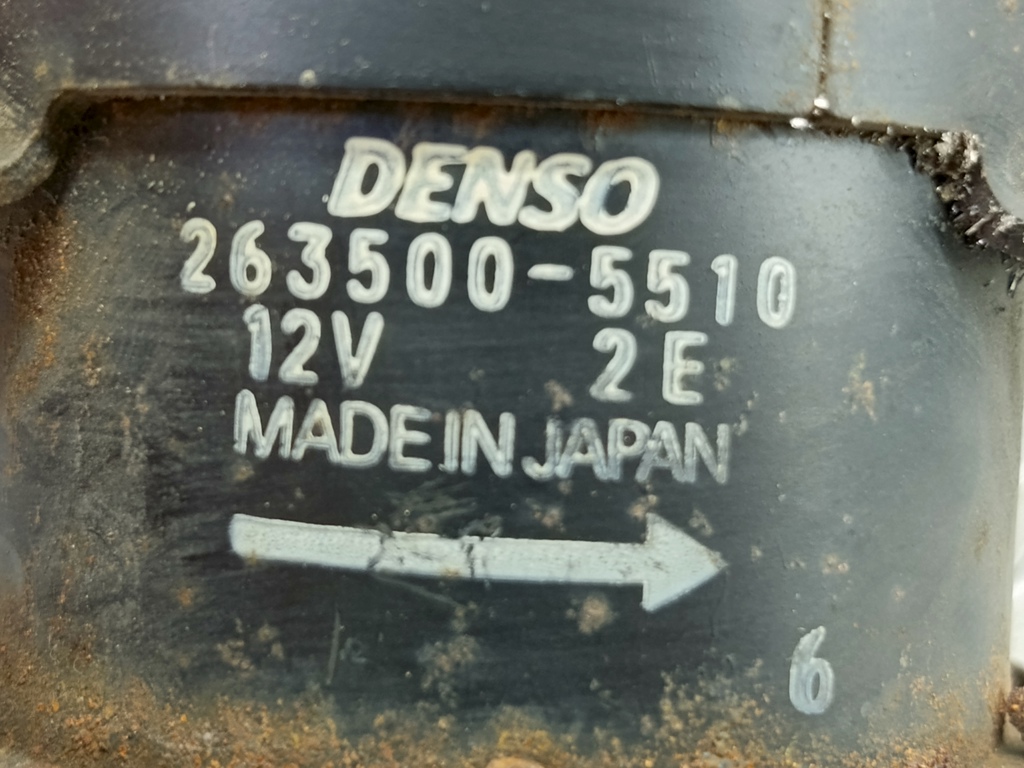 DENSO
263500-5510
12V 2E
MADE IN JAPAN
6